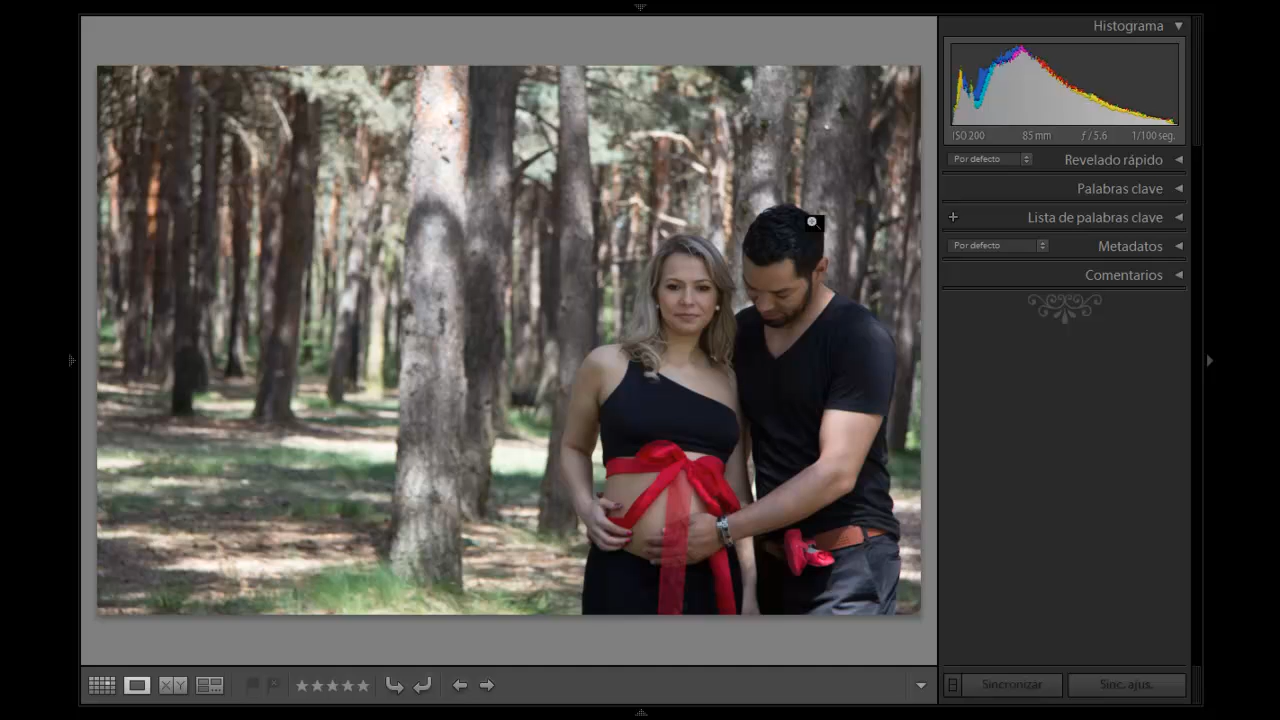 Histograma
ISO 200 85 mm ƒ / 5.6 1/100 seg.
Por defecto Revelado rápido
Palabras clave
+ Lista de palabras clave
Por defecto Metadatos
Comentarios
X Y
Sincronizar Sinc. ajus.